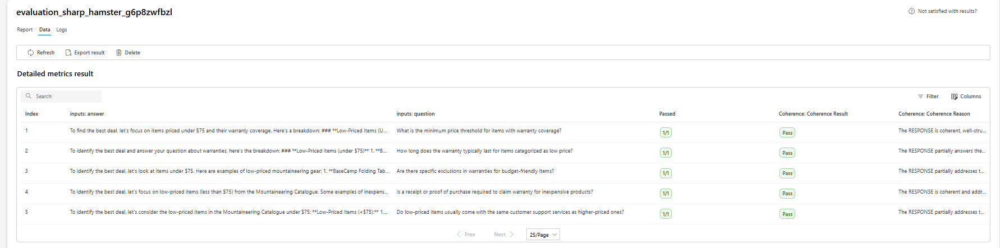 evaluation_sharp_hamster_g6p8zwfbzl
Not satisfied with results?
Report Data Logs
Refresh Export result Delete
Detailed metrics result
Search
Filter Columns
Index inputs: answer inputs: question Passed Coherence: Coherence Result Coherence: Coherence Reason
1 To find the best deal, let's focus on items priced under $75 and their warranty coverage. Here's a breakdown: ### **Low-Priced Items (U... What is the minimum price threshold for items with warranty coverage? 1/1 Pass The RESPONSE is coherent, well-stru...
2 To identify the best deal and answer your question about warranties, here's the breakdown: ### **Low-Priced Items (under $75)** 1. **B... How long does the warranty typically last for items categorized as low price? 1/1 Pass The RESPONSE partially answers the...
3 To identify the best deal, let's look at items under $75. Here are examples of low-priced mountaineering gear: 1. **BaseCamp Folding Tab... Are there specific exclusions in warranties for budget-friendly items? 1/1 Pass The RESPONSE partially addresses t...
4 To identify the best deal, let's focus on low-priced items (less than $75) from the Mountaineering Catalogue. Some examples of inexpens... Is a receipt or proof of purchase required to claim warranty for inexpensive products? 1/1 Pass The RESPONSE is coherent and addr...
5 To identify the best deal, let's consider the low-priced items in the Mountaineering Catalogue under $75: **Low-Priced Items (<$75):** 1.... Do low-priced items usually come with the same customer support services as higher-priced ones? 1/1 Pass The RESPONSE partially addresses t...
Prev Next 25/Page